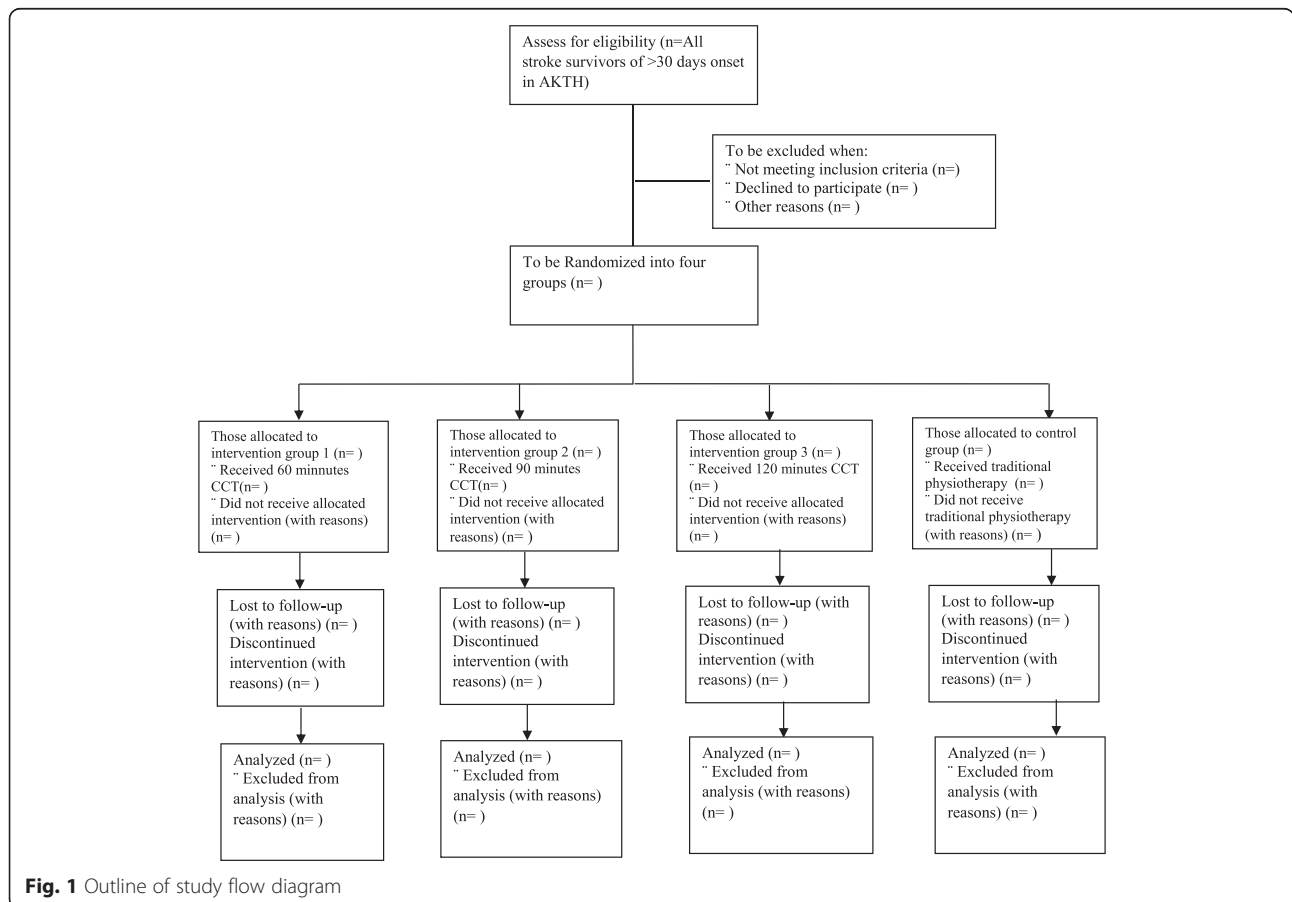 Assess for eligibility (n=All
stroke survivors of >30 days onset
in AKTH)
To be excluded when:
¨ Not meeting inclusion criteria (n=)
¨ Declined to participate (n= )
¨ Other reasons (n= )
To be Randomized into four
groups (n= )
Those allocated to
intervention group 1 (n= )
¨ Received 60 minnutes
CCT(n= )
¨ Did not receive allocated
intervention (with reasons)
(n= )
Those allocated to
intervention group 2 (n= )
¨ Received 90 minutes
CCT(n= )
¨ Did not receive allocated
intervention (with
reasons) (n= )
Those allocated to
intervention group 3 (n= )
¨ Received 120 minutes CCT
(n= )
¨ Did not receive allocated
intervention (with reasons)
(n= )
Those allocated to control
group (n= )
¨ Received traditional
physiotherapy (n= )
¨ Did not receive
traditional physiotherapy
(with reasons) (n= )
Lost to follow-up
(with reasons) (n= )
Discontinued
intervention (with
reasons) (n= )
Lost to follow-up
(with reasons) (n= )
Discontinued
intervention (with
reasons) (n= )
Lost to follow-up (with
reasons) (n= )
Discontinued
intervention (with
reasons) (n= )
Lost to follow-up
(with reasons) (n= )
Discontinued
intervention (with
reasons) (n= )
Analyzed (n= )
¨ Excluded from
analysis (with
reasons) (n= )
Analyzed (n= )
¨ Excluded from
analysis (with reasons)
(n= )
Analyzed (n= )
¨ Excluded from
analysis (with reasons)
(n= )
Analyzed (n= )
¨ Excluded from
analysis (with
reasons) (n= )
Fig. 1 Outline of study flow diagram